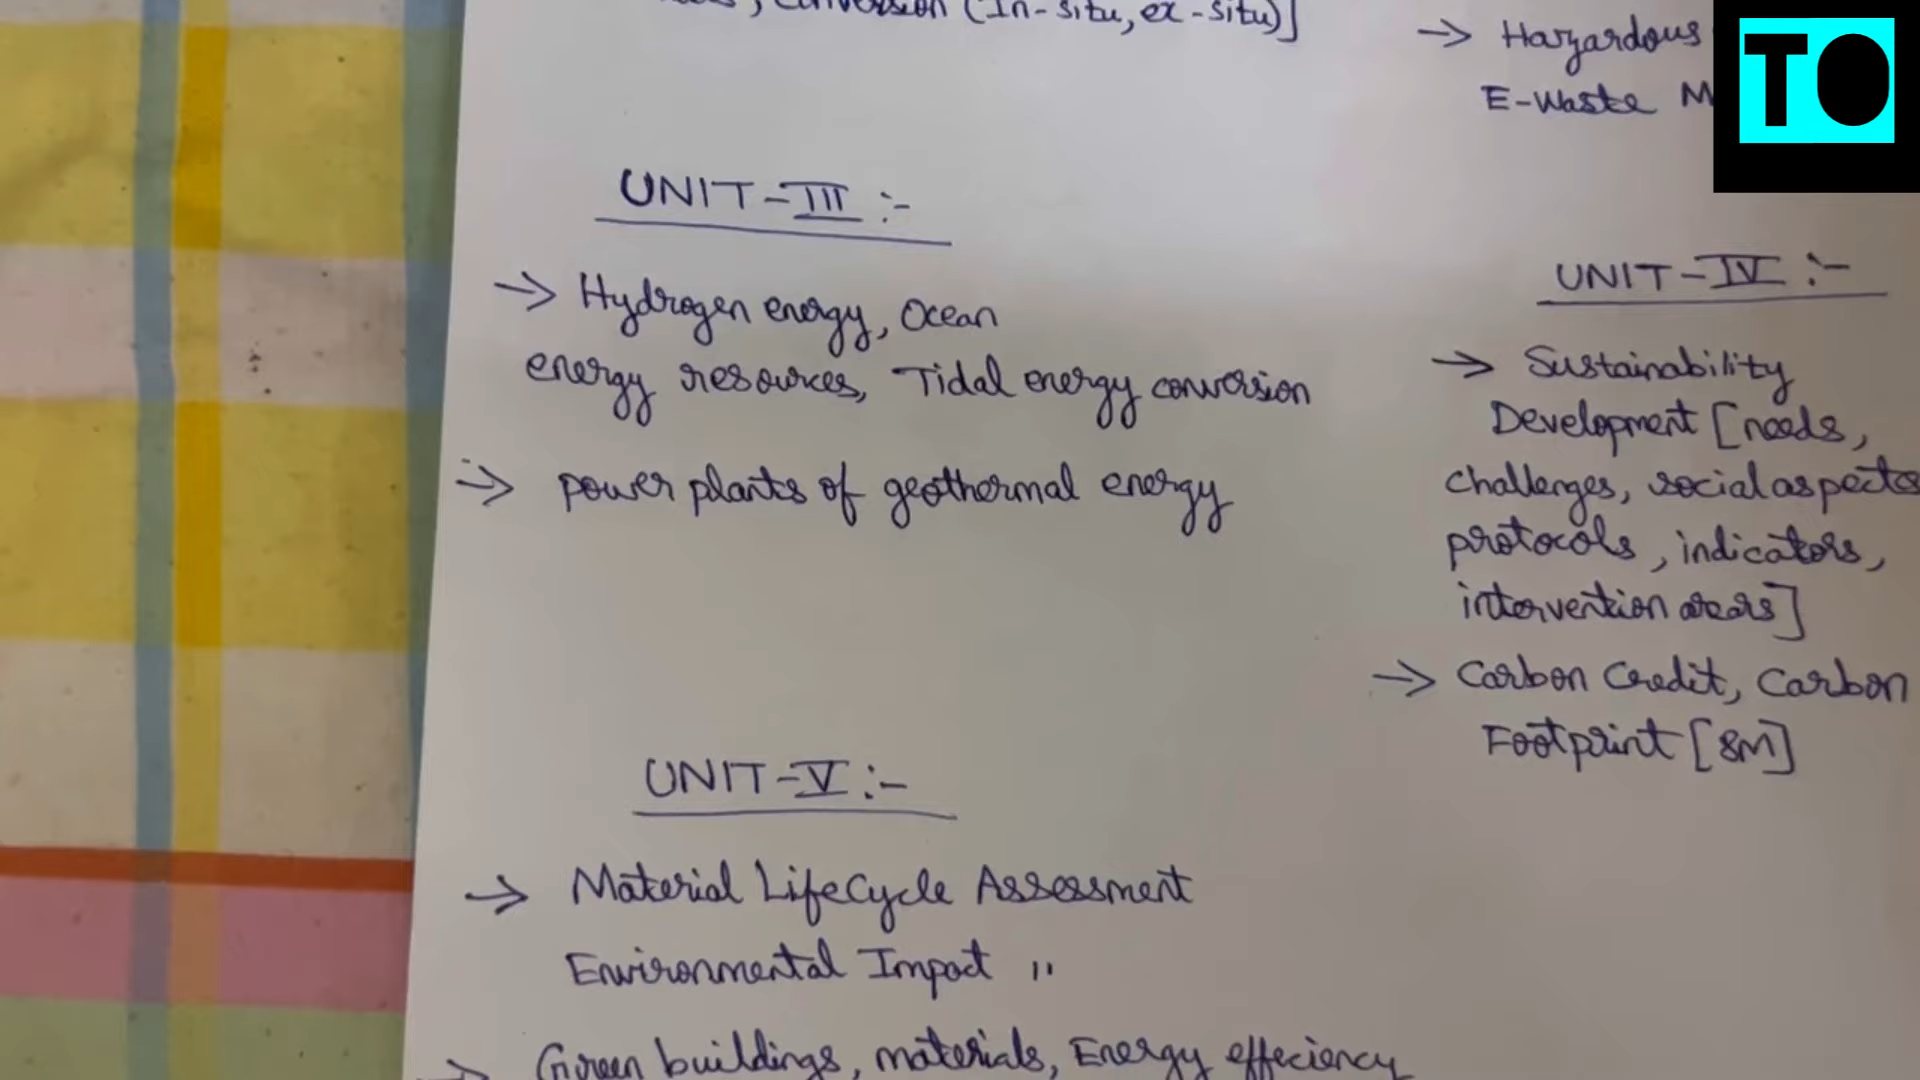 conversion (In-situ, ex-situ)]
→ Hazardous
E-Waste M
TO
UNIT-III :-
→ Hydrogen energy, Ocean
energy resources, Tidal energy conversion
→ power plants of geothermal energy
UNIT-IV :-
→ Sustainability
Development [needs,
challenges, social aspects
protocols, indicators,
intervention areas]
→ Carbon Credit, Carbon
Footprint [8M]
UNIT-V :-
→ Material LifeCycle Assessment
Environmental Impact "
→ Green buildings, materials, Energy effeciency